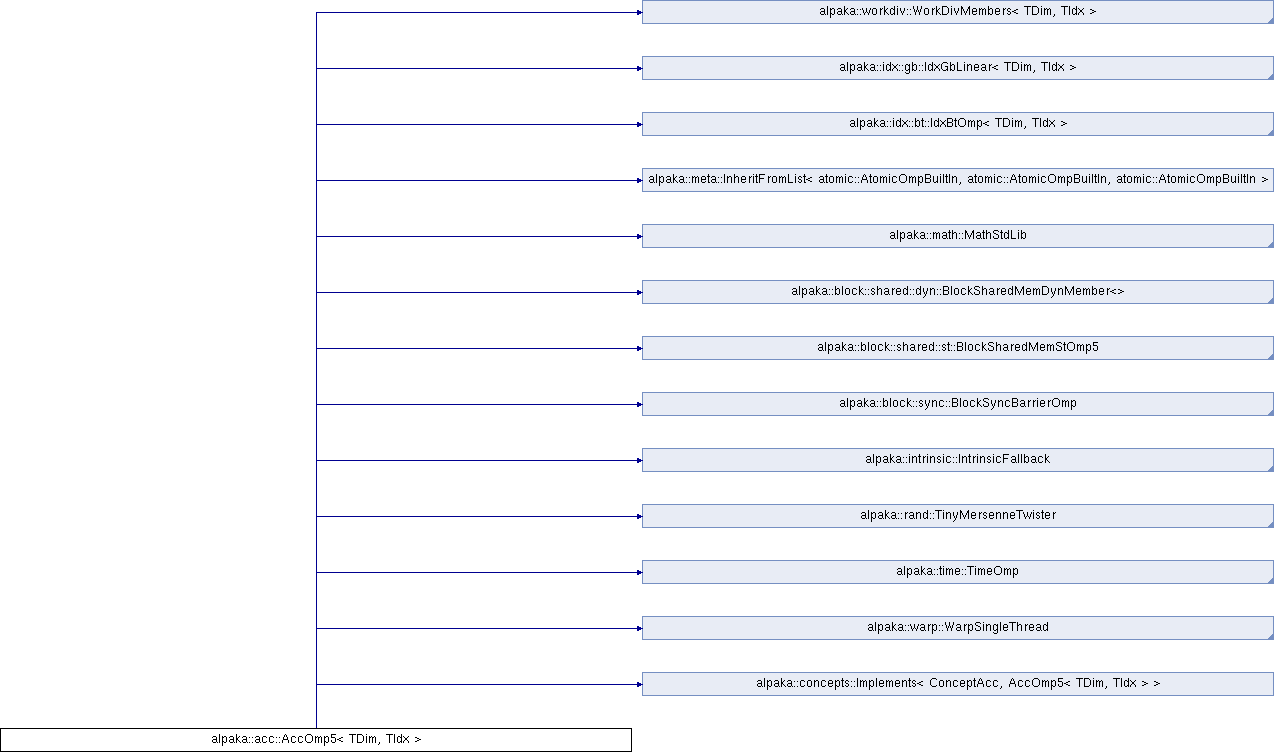 alpaka::workdiv::WorkDivMembers< TDim, TIdx >
alpaka::idx::gb::IdxGbLinear< TDim, TIdx >
alpaka::idx::bt::IdxBtOmp< TDim, TIdx >
alpaka::meta::InheritFromList< atomic::AtomicOmpBuiltIn, atomic::AtomicOmpBuiltIn, atomic::AtomicOmpBuiltIn >
alpaka::math::MathStdLib
alpaka::block::shared::dyn::BlockSharedMemDynMember<>
alpaka::block::shared::st::BlockSharedMemStOmp5
alpaka::block::sync::BlockSyncBarrierOmp
alpaka::intrinsic::IntrinsicFallback
alpaka::rand::TinyMersenneTwister
alpaka::time::TimeOmp
alpaka::warp::WarpSingleThread
alpaka::concepts::Implements< ConceptAcc, AccOmp5< TDim, TIdx > >
alpaka::acc::AccOmp5< TDim, TIdx >